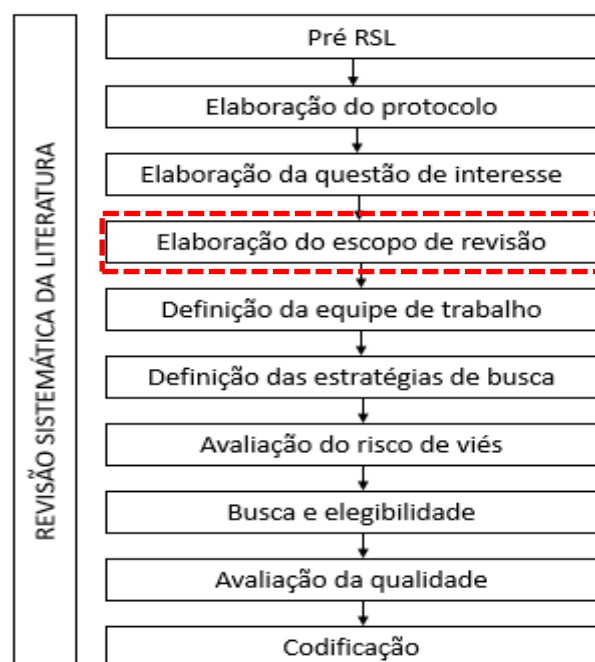 REVISÃO SISTEMÁTICA DA LITERATURA
Pré RSL
Elaboração do protocolo
Elaboração da questão de interesse
Elaboração do escopo de revisão
Definição da equipe de trabalho
Definição das estratégias de busca
Avaliação do risco de viés
Busca e elegibilidade
Avaliação da qualidade
Codificação